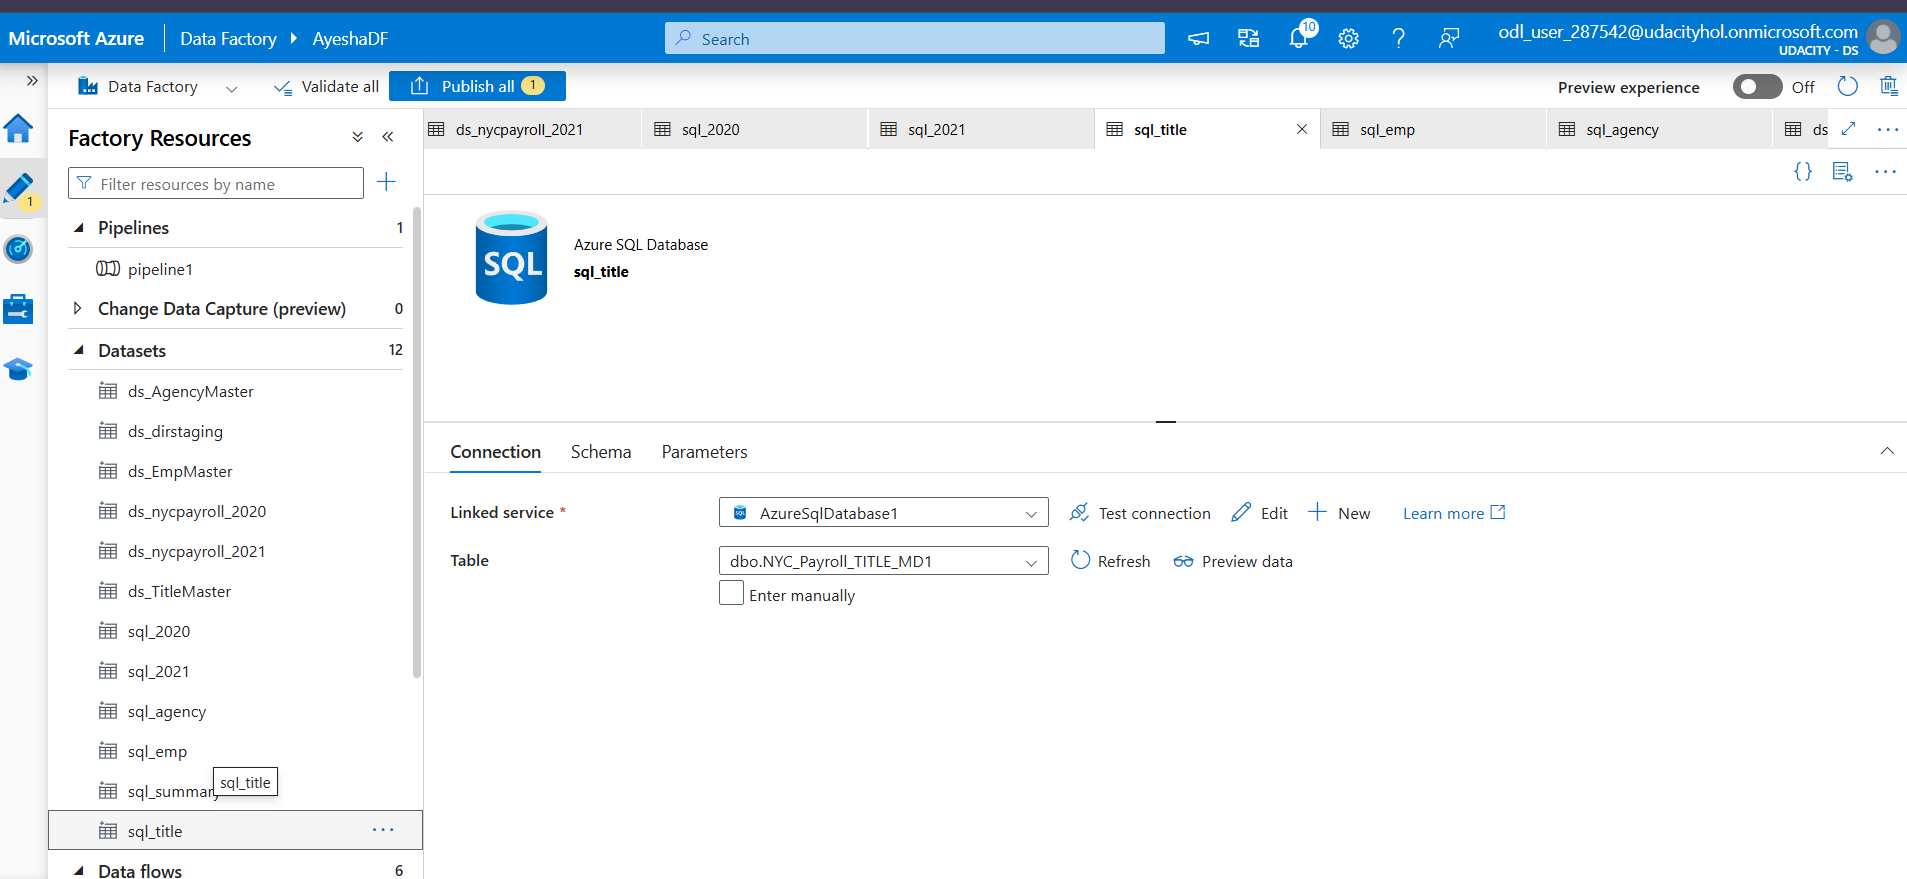 Microsoft Azure
Data Factory
AyeshaDF
Search
10
odl_user_287542@udacityhol.onmicrosoft.com
UDACITY - DS
Data Factory
Validate all
Publish all 1
Preview experience
Off
Factory Resources
Filter resources by name
1
Pipelines 1
pipeline1
Change Data Capture (preview) 0
Datasets 12
ds_AgencyMaster
ds_dirstaging
ds_EmpMaster
ds_nycpayroll_2020
ds_nycpayroll_2021
ds_TitleMaster
sql_2020
sql_2021
sql_agency
sql_emp
sql_title
sql_summary
sql_title
Data flows 6
ds_nycpayroll_2021
sql_2020
sql_2021
sql_title
sql_emp
sql_agency
ds
SQL
Azure SQL Database
sql_title
Connection
Schema
Parameters
Linked service *
SQL
AzureSqlDatabase1
Test connection
Edit
New
Learn more
Table
dbo.NYC_Payroll_TITLE_MD1
Refresh
Preview data
Enter manually